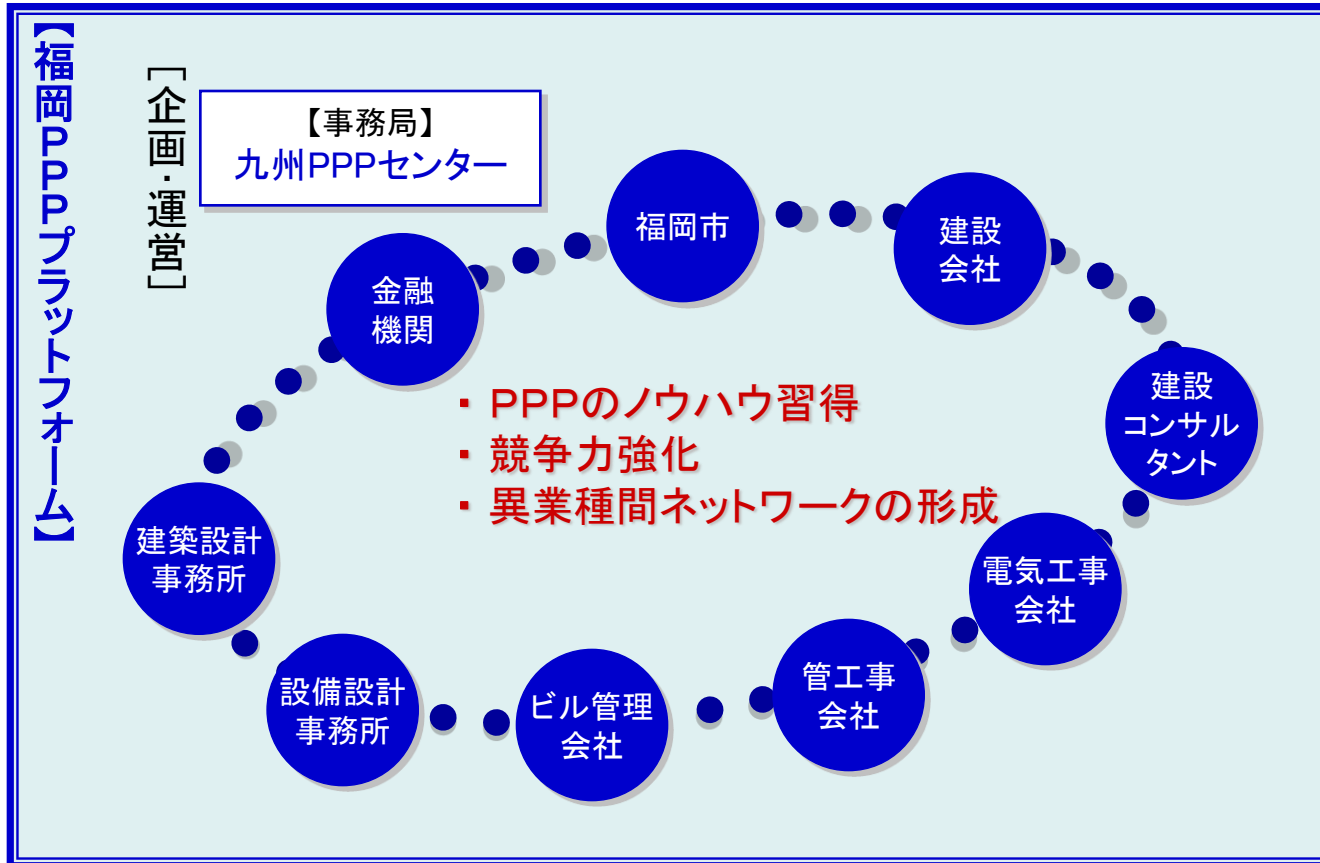 【福岡ＰＰＰプラットフォーム】
［企画・運営］
【事務局】
九州PPPセンター
福岡市
建設
会社
建設
コンサル
タント
電気工事
会社
管工事
会社
ビル管理
会社
設備設計
事務所
建築設計
事務所
金融
機関
・ PPPのノウハウ習得
・ 競争力強化
・ 異業種間ネットワークの形成